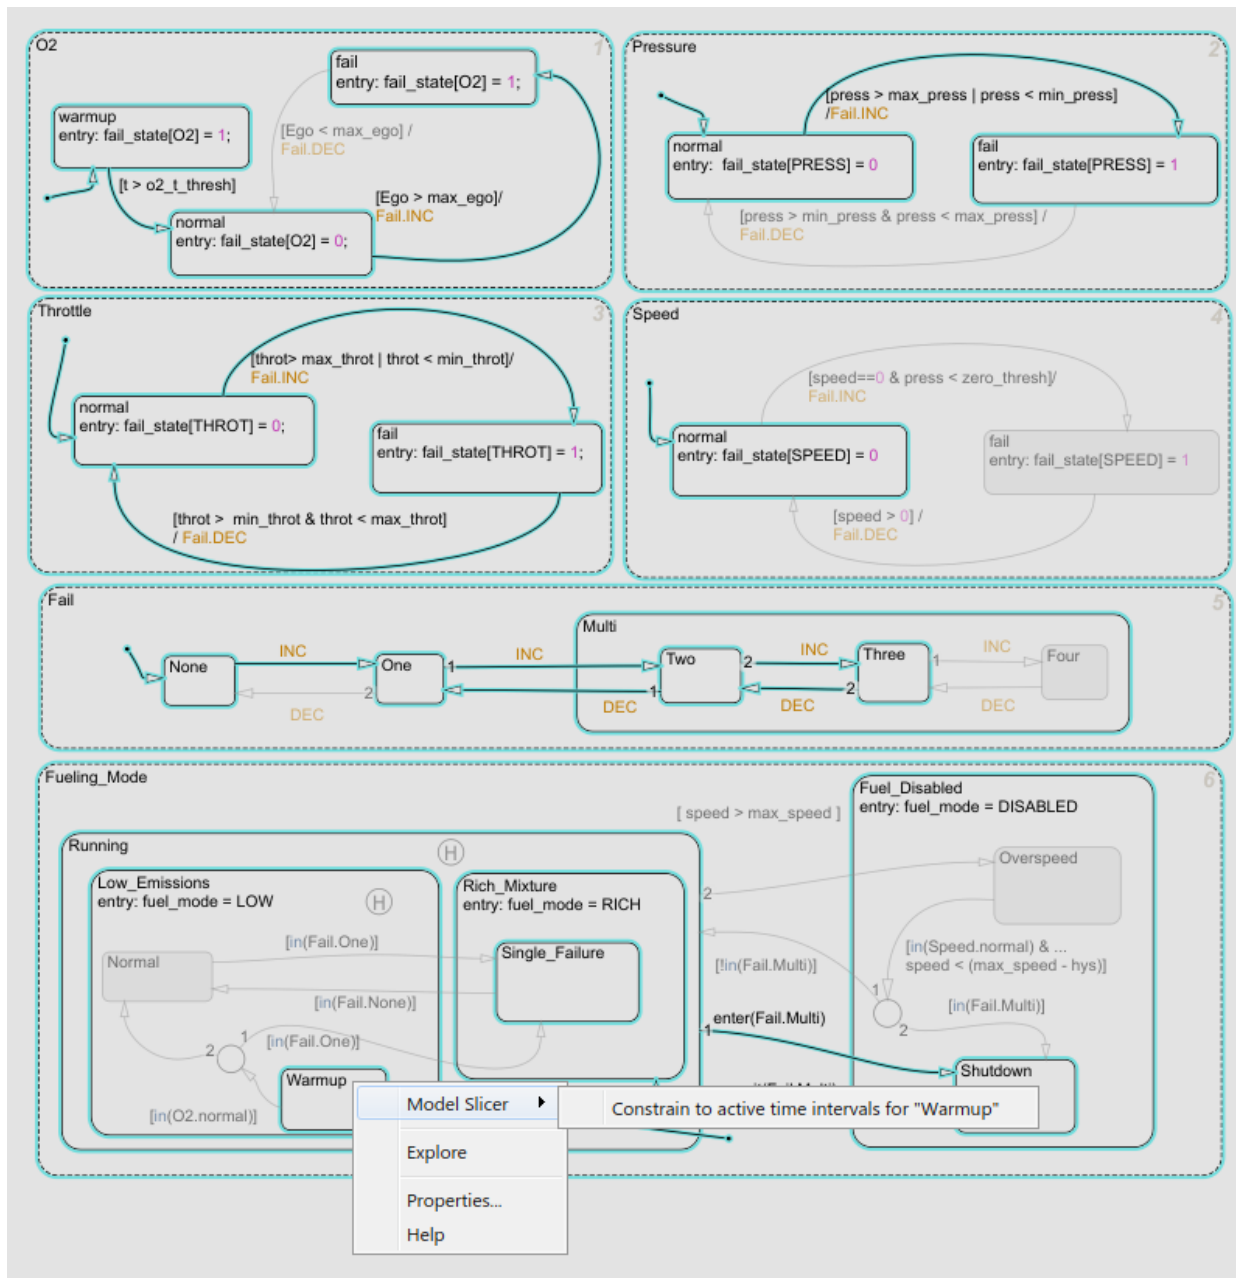 O2
1
fail
entry: fail_state[O2] = 1;
warmup
entry: fail_state[O2] = 1;
[Ego < max_ego] /
Fail.DEC
[t > o2_t_thresh]
[Ego > max_ego]/
Fail.INC
normal
entry: fail_state[O2] = 0;
Pressure
2
[press > max_press | press < min_press]
/Fail.INC
normal
entry:  fail_state[PRESS] = 0
fail
entry: fail_state[PRESS] = 1
[press > min_press & press < max_press] /
Fail.DEC
Throttle
3
[throt> max_throt | throt < min_throt]/
Fail.INC
normal
entry: fail_state[THROT] = 0;
fail
entry: fail_state[THROT] = 1;
[throt >  min_throt & throt < max_throt]
/ Fail.DEC
Speed
4
[speed==0 & press < zero_thresh]/
Fail.INC
normal
entry: fail_state[SPEED] = 0
fail
entry: fail_state[SPEED] = 1
[speed > 0] /
Fail.DEC
Fail
5
Multi
None
INC
One
1
INC
Two
2
INC
Three
1
INC
Four
2
DEC
1
DEC
DEC
2
DEC
Fueling_Mode
6
Fuel_Disabled
entry: fuel_mode = DISABLED
[ speed > max_speed ]
Running
H
Overspeed
Low_Emissions
entry: fuel_mode = LOW
H
Rich_Mixture
entry: fuel_mode = RICH
2
[in(Fail.One)]
Normal
Single_Failure
[in(Speed.normal) & ...
speed < (max_speed - hys)]
[!in(Fail.Multi)]
[in(Fail.None)]
1
[in(Fail.Multi)]
2
enter(Fail.Multi)
1
1
[in(Fail.One)]
2
Warmup
Shutdown
[in(O2.normal)]
Model Slicer
Constrain to active time intervals for "Warmup"
Explore
Properties...
Help